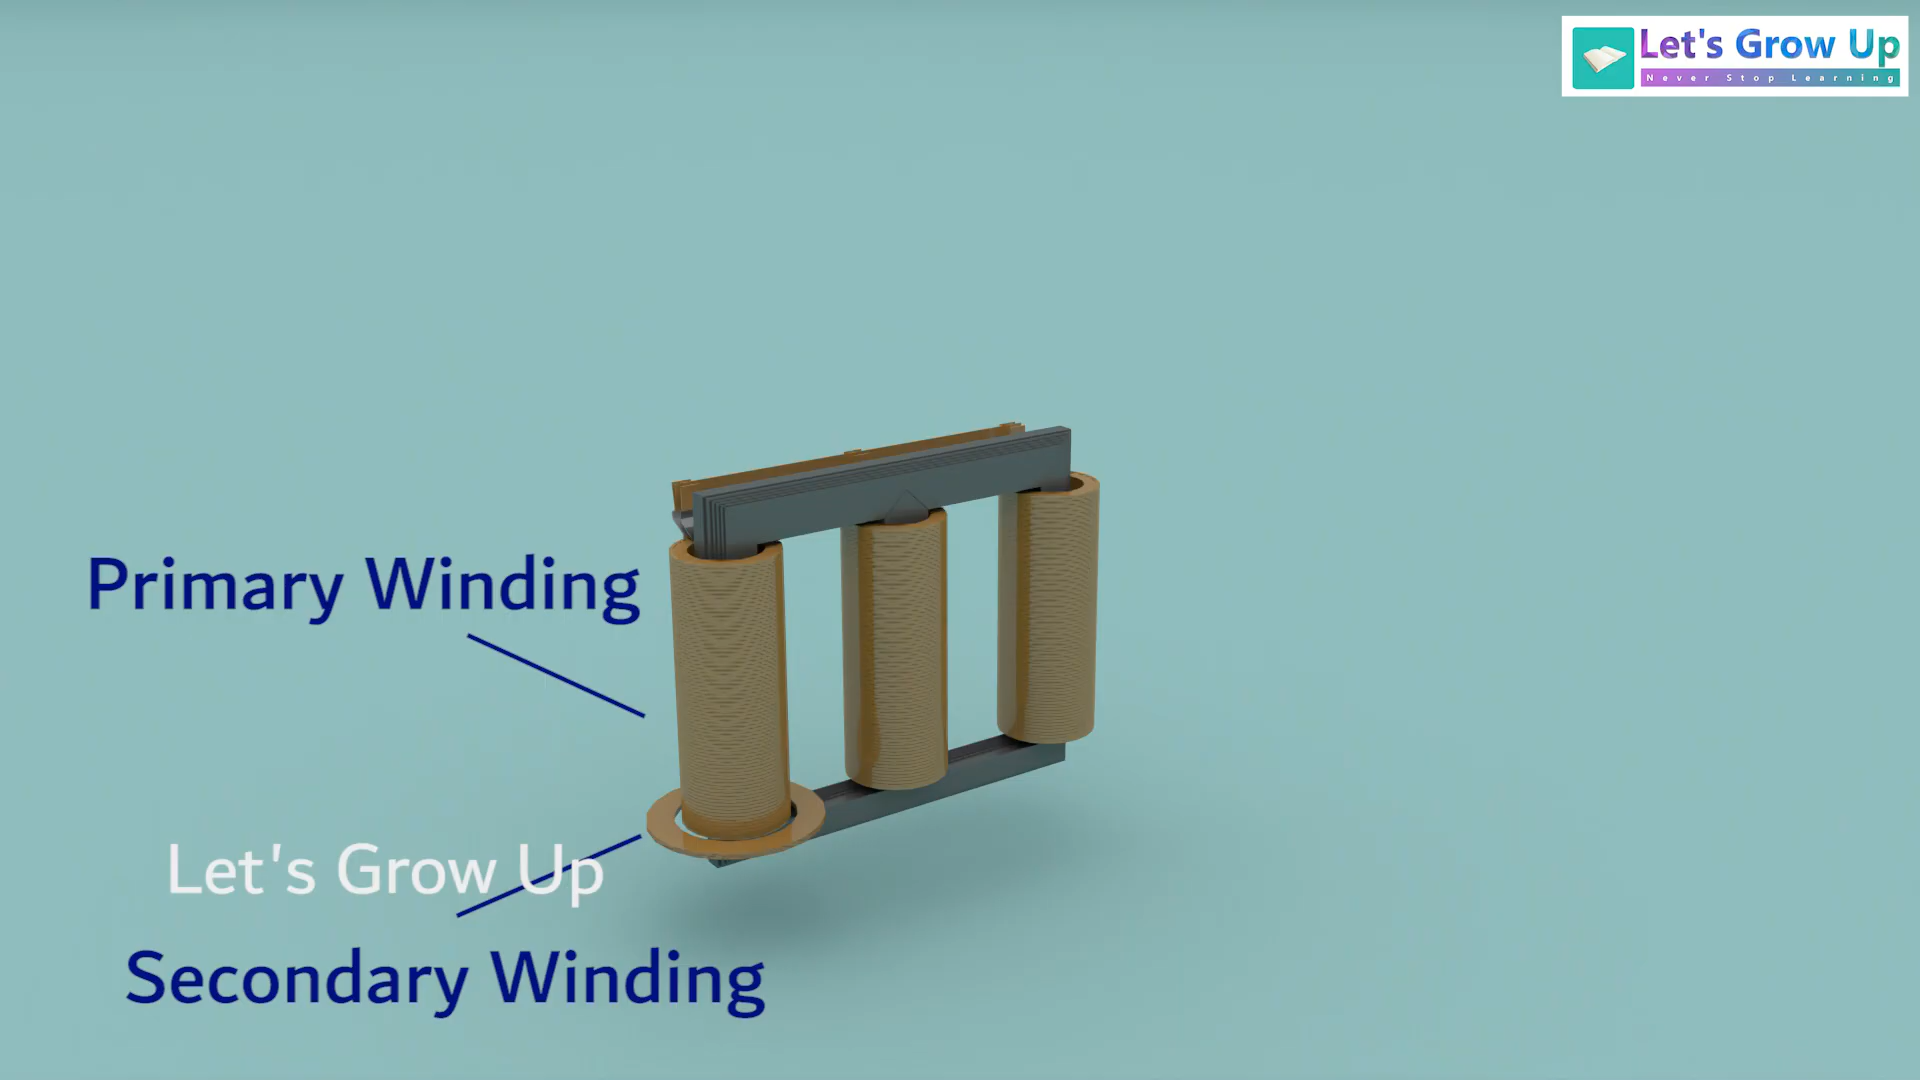 Let's Grow Up
Never Stop Learning
Primary Winding
Let's Grow Up
Secondary Winding